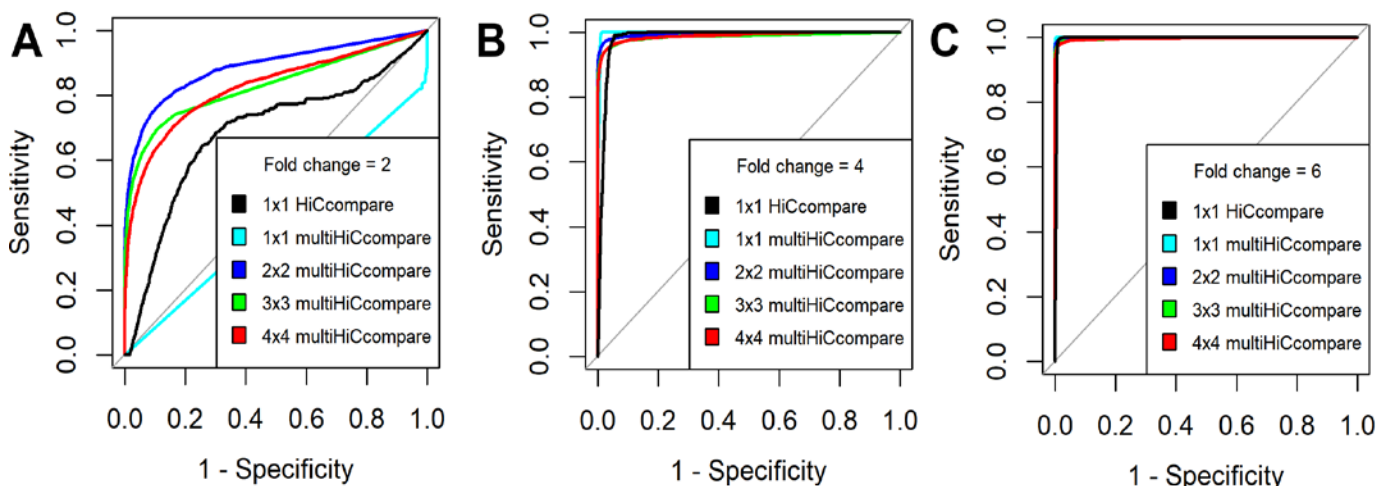 A
Sensitivity
1.0
0.8
0.6
0.4
0.2
0.0
Fold change = 2
1x1 HiCcompare
1x1 multiHiCcompare
2x2 multiHiCcompare
3x3 multiHiCcompare
4x4 multiHiCcompare
0.0 0.2 0.4 0.6 0.8 1.0
1 - Specificity
B
Sensitivity
1.0
0.8
0.6
0.4
0.2
0.0
Fold change = 4
1x1 HiCcompare
1x1 multiHiCcompare
2x2 multiHiCcompare
3x3 multiHiCcompare
4x4 multiHiCcompare
0.0 0.2 0.4 0.6 0.8 1.0
1 - Specificity
C
Sensitivity
1.0
0.8
0.6
0.4
0.2
0.0
Fold change = 6
1x1 HiCcompare
1x1 multiHiCcompare
2x2 multiHiCcompare
3x3 multiHiCcompare
4x4 multiHiCcompare
0.0 0.2 0.4 0.6 0.8 1.0
1 - Specificity